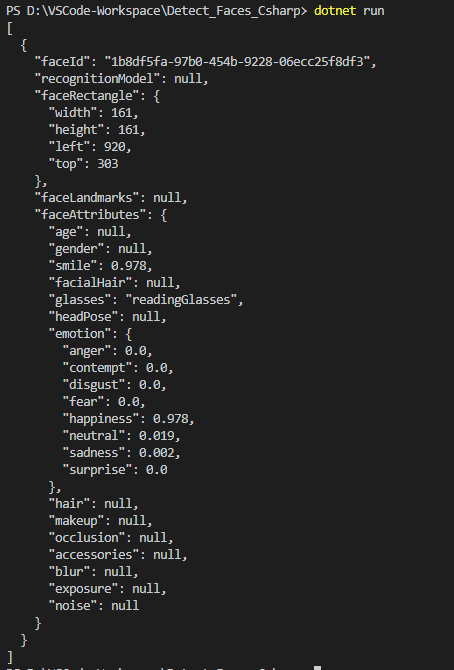 PS D:\VSCode-Workspace\Detect_Faces_Csharp> dotnet run
[
  {
    "faceId": "1b8df5fa-97b0-454b-9228-06ecc25f8df3",
    "recognitionModel": null,
    "faceRectangle": {
      "width": 161,
      "height": 161,
      "left": 920,
      "top": 303
    },
    "faceLandmarks": null,
    "faceAttributes": {
      "age": null,
      "gender": null,
      "smile": 0.978,
      "facialHair": null,
      "glasses": "readingGlasses",
      "headPose": null,
      "emotion": {
        "anger": 0.0,
        "contempt": 0.0,
        "disgust": 0.0,
        "fear": 0.0,
        "happiness": 0.978,
        "neutral": 0.019,
        "sadness": 0.002,
        "surprise": 0.0
      },
      "hair": null,
      "makeup": null,
      "occlusion": null,
      "accessories": null,
      "blur": null,
      "exposure": null,
      "noise": null
    }
  }
]